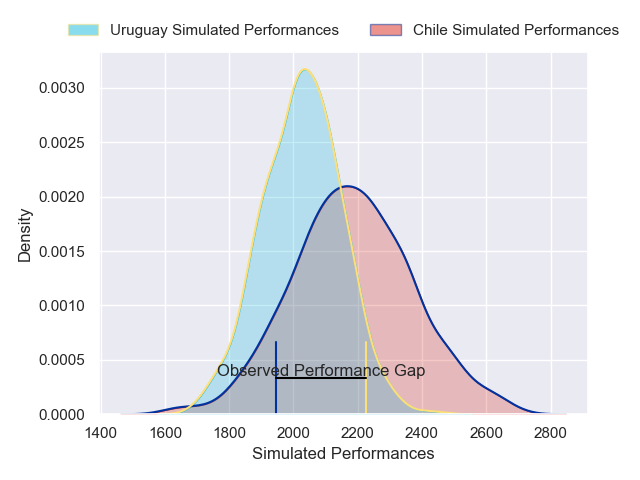 Uruguay Simulated Performances Chile Simulated Performances
0.0030
0.0025
0.0020
0.0015
0.0010
0.0005
0.0000
Density
Observed Performance Gap
1400 1600 1800 2000 2200 2400 2600 2800
Simulated Performances